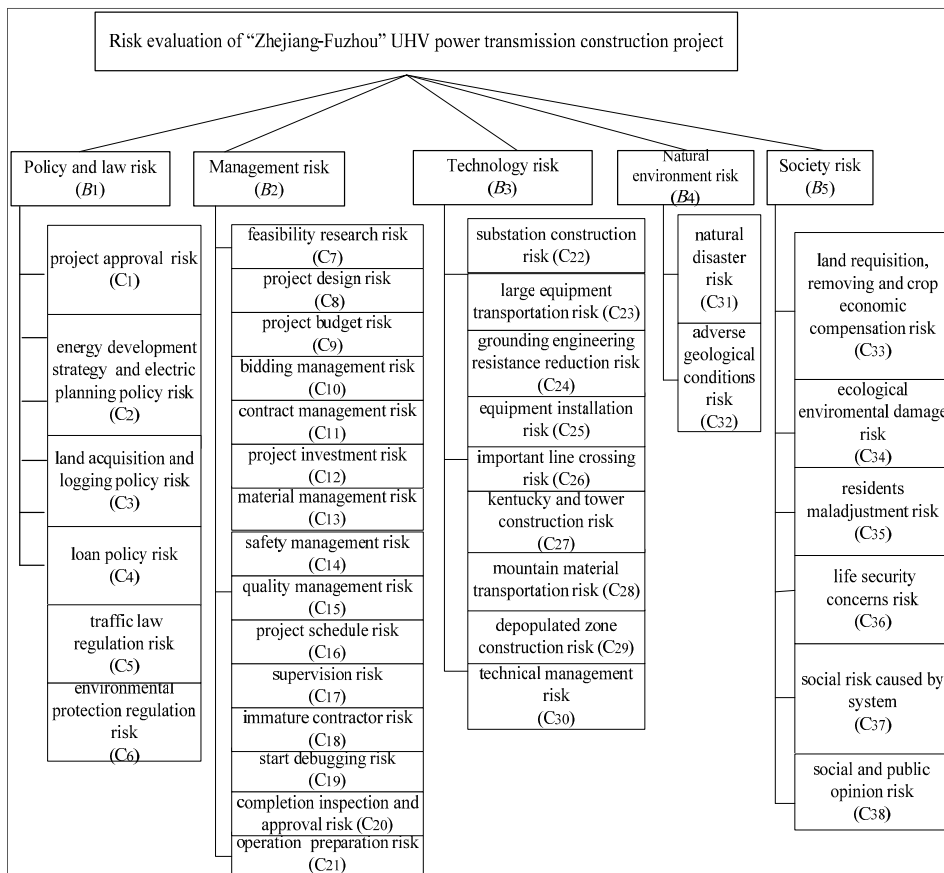 Risk evaluation of “Zhejiang-Fuzhou” UHV power transmission construction project
Policy and law risk
(B1)
Management risk
(B2)
Technology risk
(B3)
Natural
environment risk
(B4)
Society risk
(B5)
project approval risk
(C1)
energy development
strategy and electric
planning policy risk
(C2)
land acquisition and
logging policy risk
(C3)
loan policy risk
(C4)
traffic law
regulation risk
(C5)
environmental
protection regulation
risk
(C6)
feasibility research risk
(C7)
project design risk
(C8)
project budget risk
(C9)
bidding management risk
(C10)
contract management risk
(C11)
project investment risk
(C12)
material management risk
(C13)
safety management risk
(C14)
quality management risk
(C15)
project schedule risk
(C16)
supervision risk
(C17)
immature contractor risk
(C18)
start debugging risk
(C19)
completion inspection and
approval risk (C20)
operation preparation risk
(C21)
substation construction
risk (C22)
large equipment
transportation risk (C23)
grounding engineering
resistance reduction risk
(C24)
equipment installation
risk (C25)
important line crossing
risk (C26)
kentucky and tower
construction risk
(C27)
mountain material
transportation risk (C28)
depopulated zone
construction risk (C29)
technical management
risk
(C30)
natural
disaster
risk
(C31)
adverse
geological
conditions
risk
(C32)
land requisition,
removing and crop
economic
compensation risk
(C33)
ecological
enviromental damage
risk
(C34)
residents
maladjustment risk
(C35)
life security
concerns risk
(C36)
social risk caused by
system
(C37)
social and public
opinion risk
(C38)